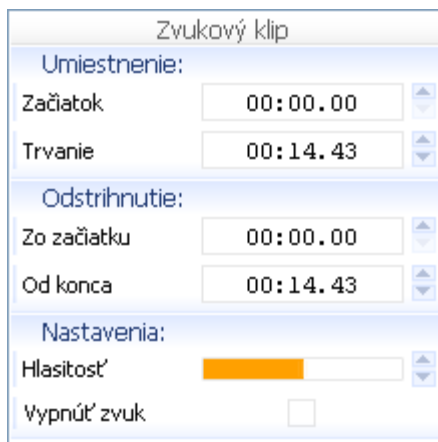 Zvukový klip
Umiestnenie:
Začiatok 00:00.00
Trvanie 00:14.43
Odstrihnutie:
Zo začiatku 00:00.00
Od konca 00:14.43
Nastavenia:
Hlasitosť
Vypnúť zvuk